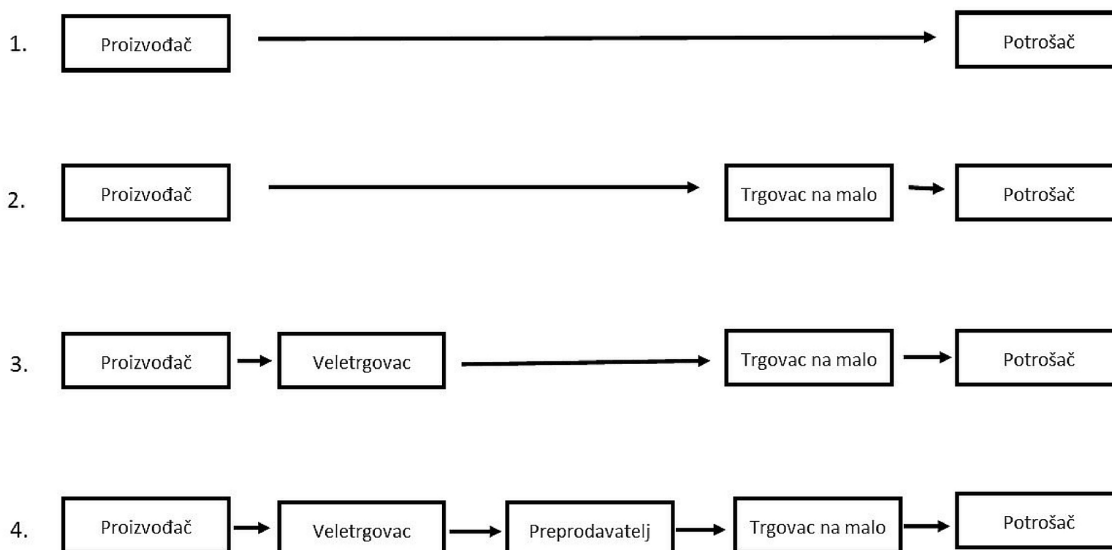 1. Proizvođač Potrošač
2. Proizvođač Trgovac na malo Potrošač
3. Proizvođač Veletrgovac Trgovac na malo Potrošač
4. Proizvođač Veletrgovac Preprodavatelj Trgovac na malo Potrošač